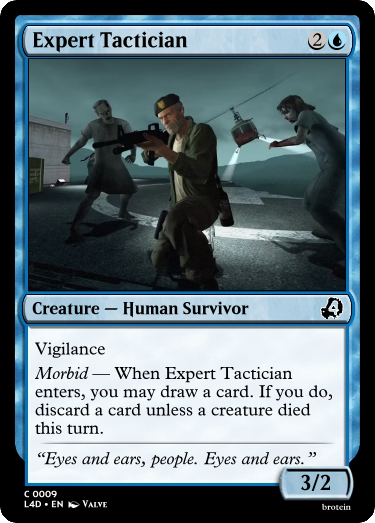 Expert Tactician 2
Creature — Human Survivor 4
Vigilance
Morbid — When Expert Tactician
enters, you may draw a card. If you do,
discard a card unless a creature died
this turn.
“Eyes and ears, people. Eyes and ears.”
3/2
C 0009
L4D • EN VALVE
brotein